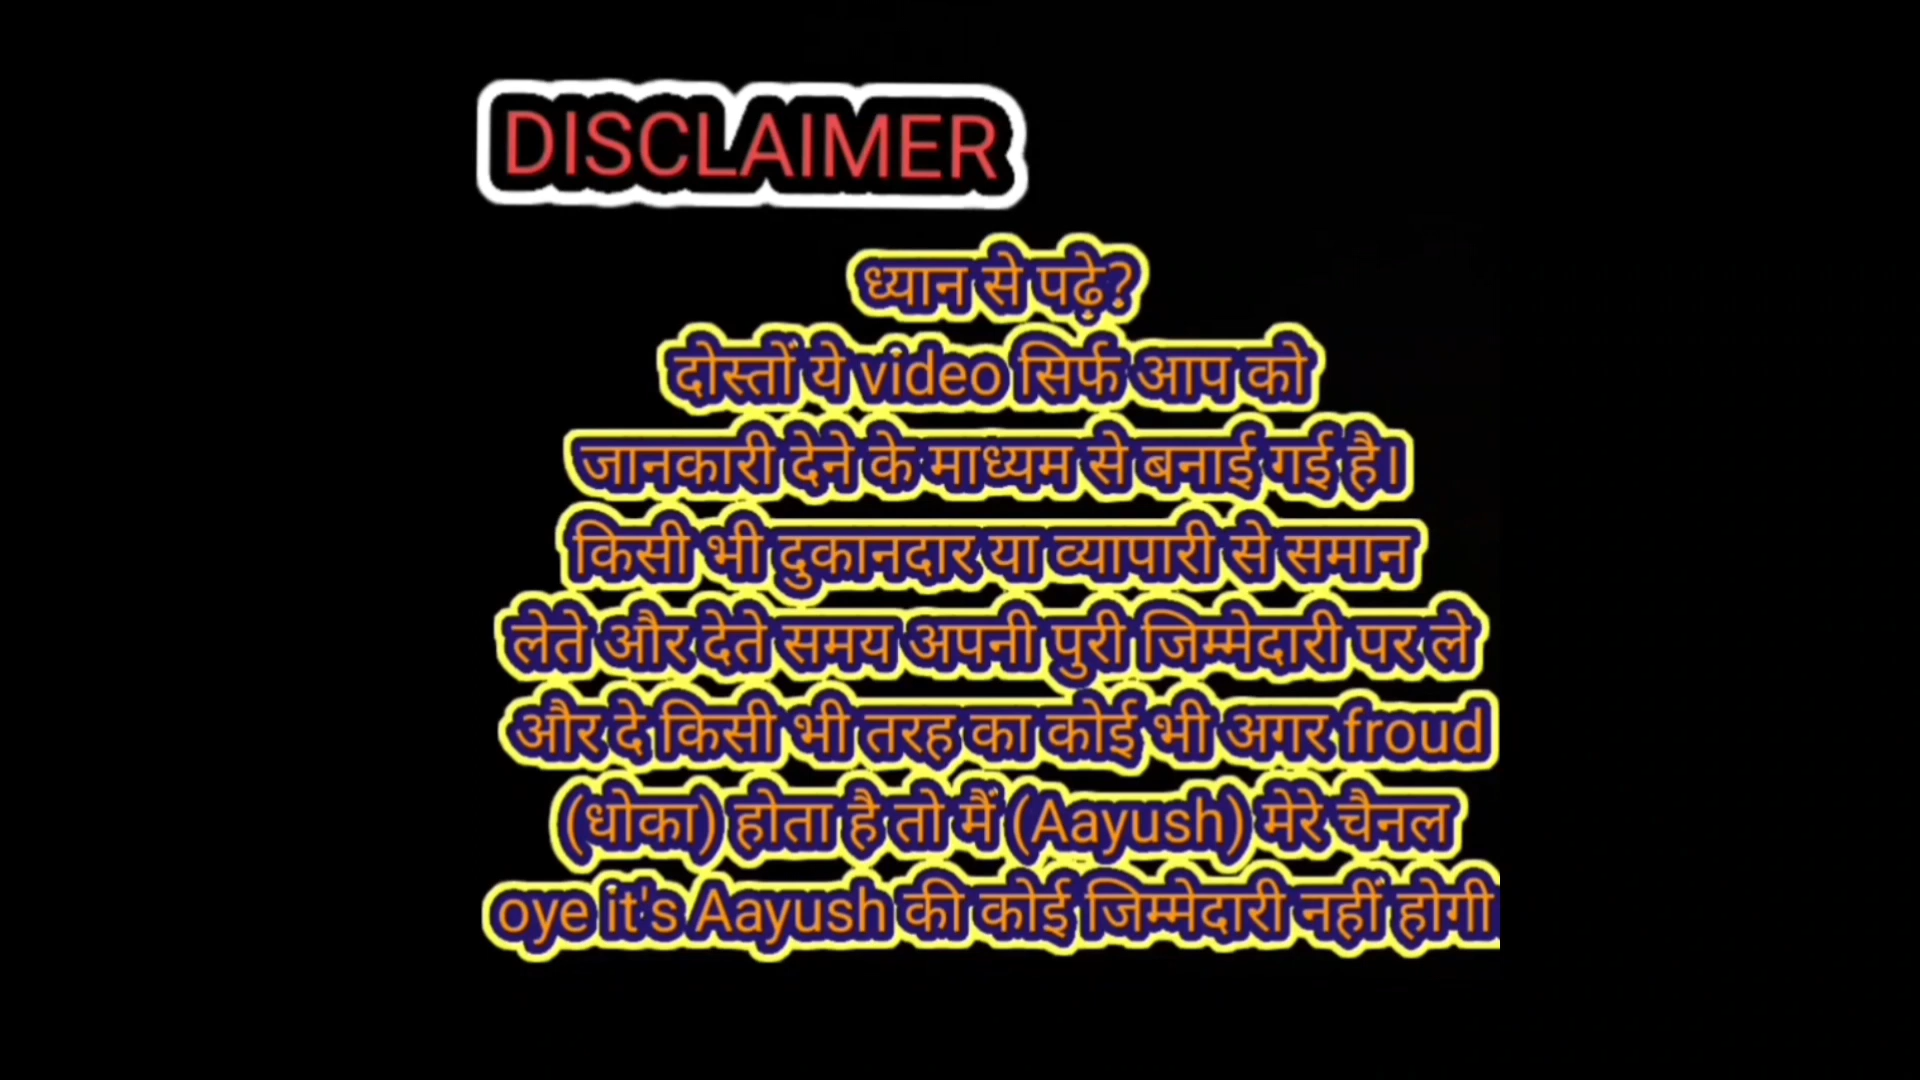 DISCLAIMER
ध्यान से पढ़े?
दोस्तों ये video सिर्फ आप को
जानकारी देने के माध्यम से बनाई गई है।
किसी भी दुकानदार या व्यापारी से समान
लेते और देते समय अपनी पुरी जिम्मेदारी पर ले
और दे किसी भी तरह का कोई भी अगर froud
(धोका) होता है तो मैं (Aayush) मेरे चैनल
oye it's Aayush की कोई जिम्मेदारी नहीं होगी